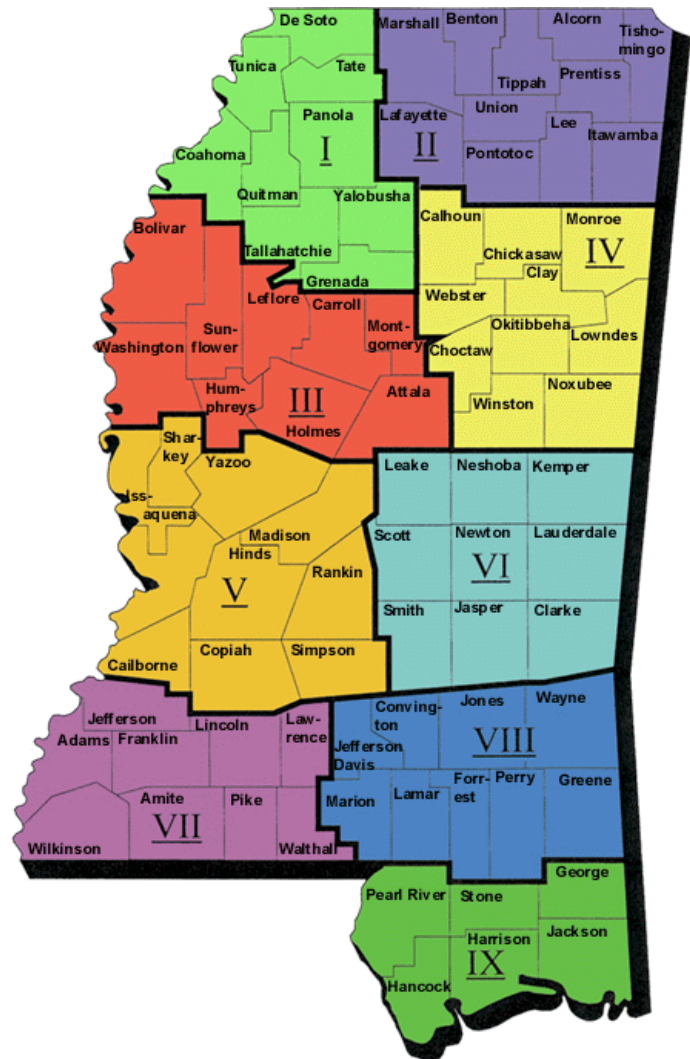 De Soto
Tunica
Tate
Panola
I
Coahoma
Quitman
Yalobusha
Tallahatchie
Grenada
Marshall
Benton
Alcorn
Tisho-
mingo
Tippah
Prentiss
Lafayette
Union
Lee
Itawamba
II
Pontotoc
Bolivar
Leflore
Carroll
Washington
Sun-
flower
Mont-
gomery
Hum-
phreys
III
Holmes
Attala
Calhoun
Monroe
Chickasaw
IV
Clay
Webster
Okitibbeha
Lowndes
Choctaw
Winston
Noxubee
Shar-
key
Yazoo
Iss-
aquena
Madison
Hinds
Rankin
V
Cailborne
Copiah
Simpson
Leake
Neshoba
Kemper
Scott
Newton
Lauderdale
VI
Smith
Jasper
Clarke
Jefferson
Lincoln
Law-
rence
Adams
Franklin
Amite
Pike
VII
Wilkinson
Walthal
Conving-
ton
Jones
Wayne
VIII
Jefferson
Davis
Marion
Lamar
For-
rest
Perry
Greene
Pearl River
Stone
George
Harrison
Jackson
IX
Hancock